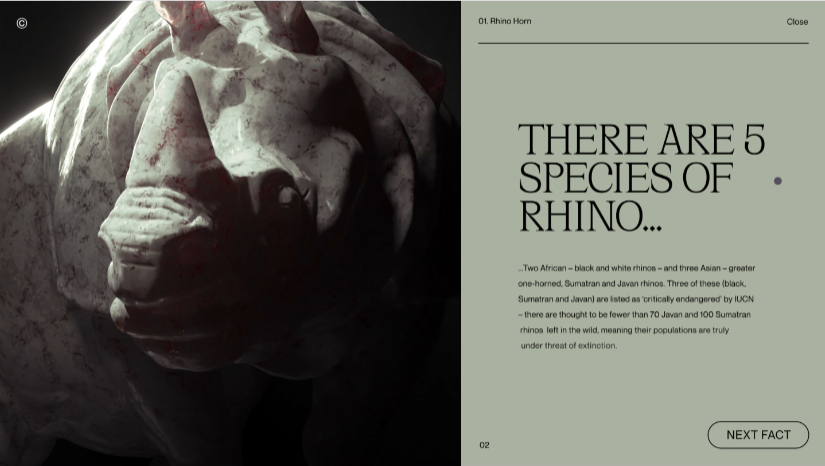 ©
01. Rhino Horn
Close
THERE ARE 5
SPECIES OF
RHINO...
...Two African – black and white rhinos – and three Asian – greater
one-horned, Sumatran and Javan rhinos. Three of these (black,
Sumatran and Javan) are listed as 'critically endangered' by IUCN
– there are thought to be fewer than 70 Javan and 100 Sumatran
rhinos left in the wild, meaning their populations are truly
under threat of extinction.
02
NEXT FACT